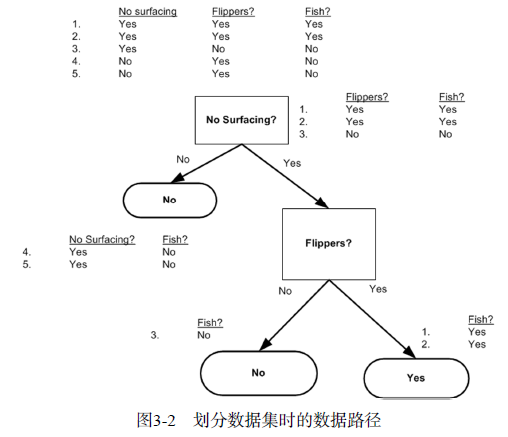 No surfacing Flippers? Fish?
1. Yes Yes Yes
2. Yes Yes Yes
3. Yes No No
4. No Yes No
5. No Yes No
No Surfacing?
Flippers? Fish?
1. Yes Yes
2. Yes Yes
3. No No
No Yes
No
Flippers?
No Surfacing? Fish?
4. Yes No
5. Yes No
No Yes
Fish?
3. No
Fish?
1. Yes
2. Yes
No
Yes
图3-2 划分数据集时的数据路径